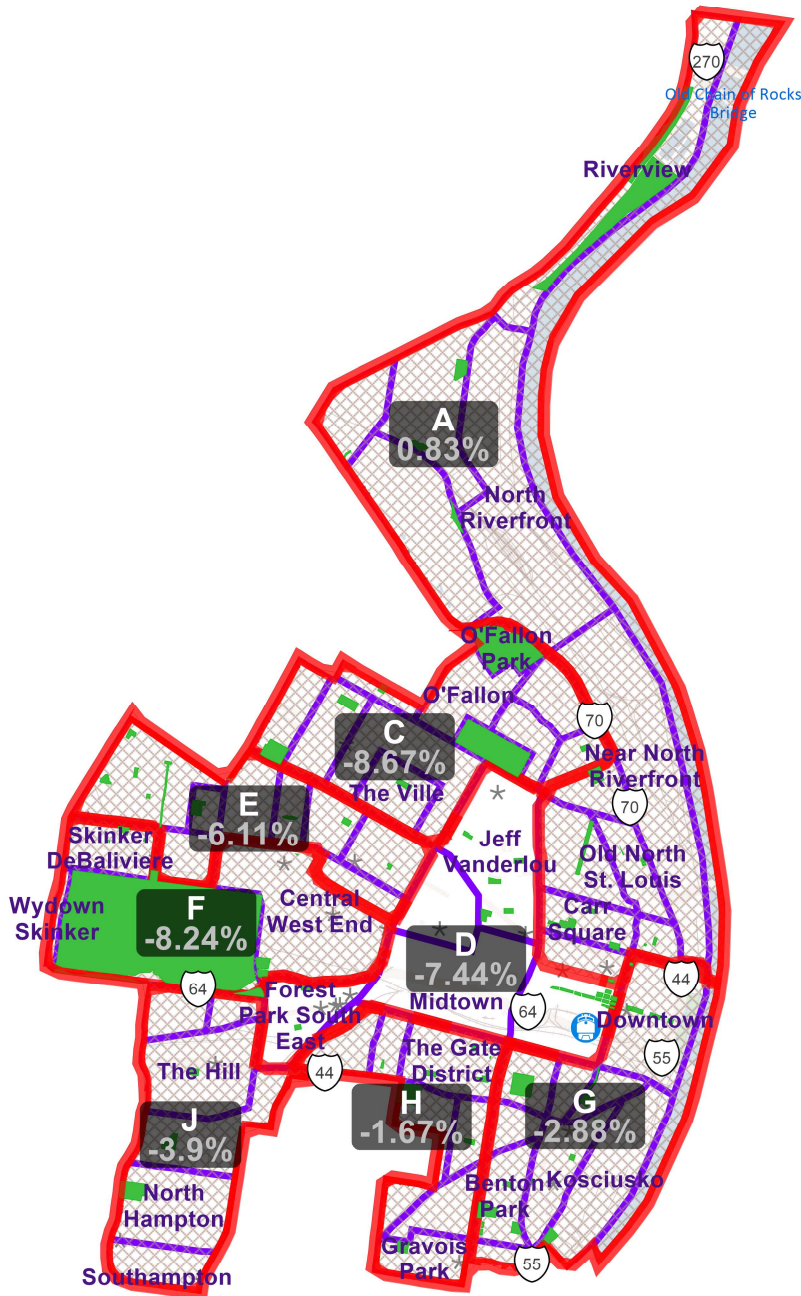 270
Old Chain of Rocks
Bridge
Riverview
A
0.83%
North
Riverfront
O'Fallon
Park
O'Fallon
70
C
-8.67%
The Ville
Near North
Riverfront
70
E
-6.11%
Skinker
DeBaliviere
Jeff
Vanderlou
Old North
St. Louis
Wydown
Skinker
F
-8.24%
Central
West End
Carr
Square
D
-7.44%
Midtown
64
Forest
Park South
East
64
44
Downtown
55
The Hill
44
The Gate
District
J
-3.9%
H
-1.67%
G
-2.88%
North
Hampton
Benton
Park
Kosciusko
Gravois
Park
55
Southampton